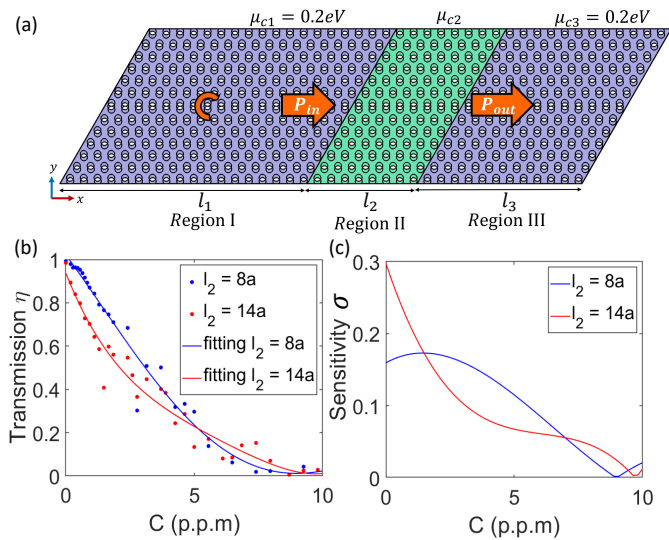 (a)
μc1 = 0.2eV
μc2
μc3 = 0.2eV
Pin
Pout
y
x
l1
l2
l3
Region I
Region II
Region III
(b)
Transmission η
1
0.8
0.6
0.4
0.2
0
0
5
10
C (p.p.m)
l2 = 8a
l2 = 14a
fitting l2 = 8a
fitting l2 = 14a
(c)
Sensitivity σ
0.3
0.2
0.1
0
0
5
10
C (p.p.m)
l2 = 8a
l2 = 14a